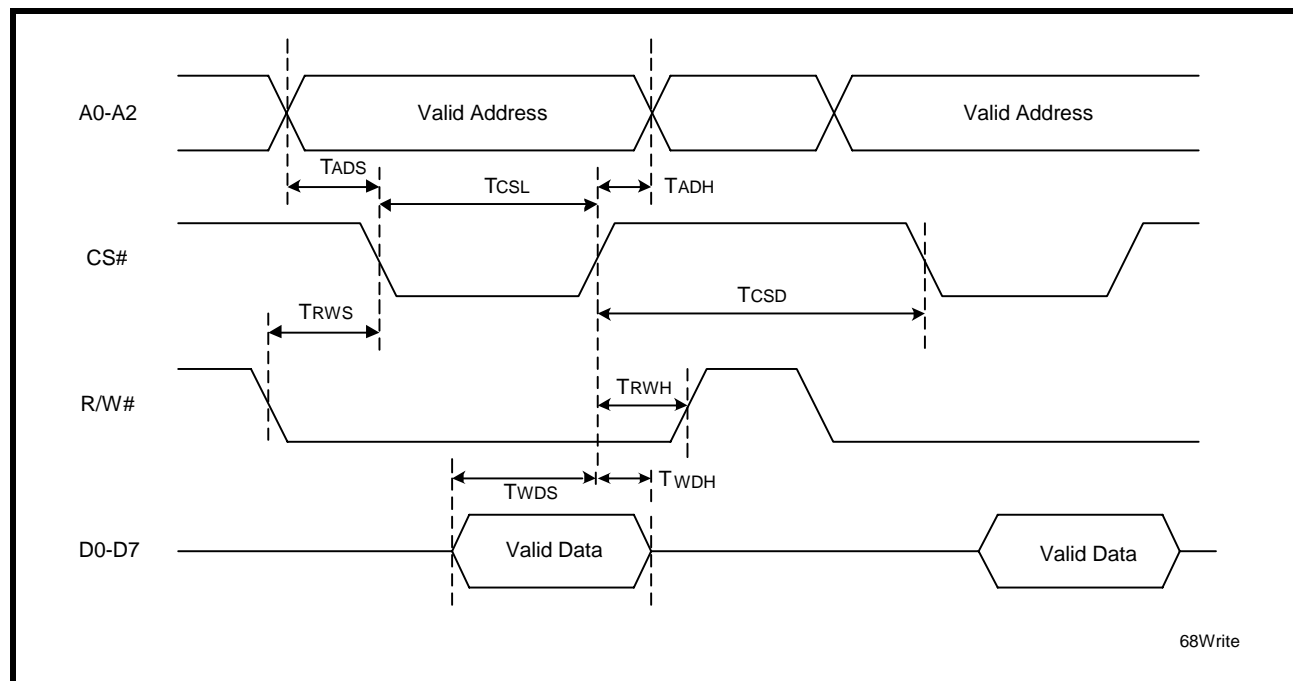 A0-A2
Valid Address
Valid Address
TADS
TCSL
TADH
CS#
TCSD
TRWS
R/W#
TRWH
TWDS
TWDH
D0-D7
Valid Data
Valid Data
68Write